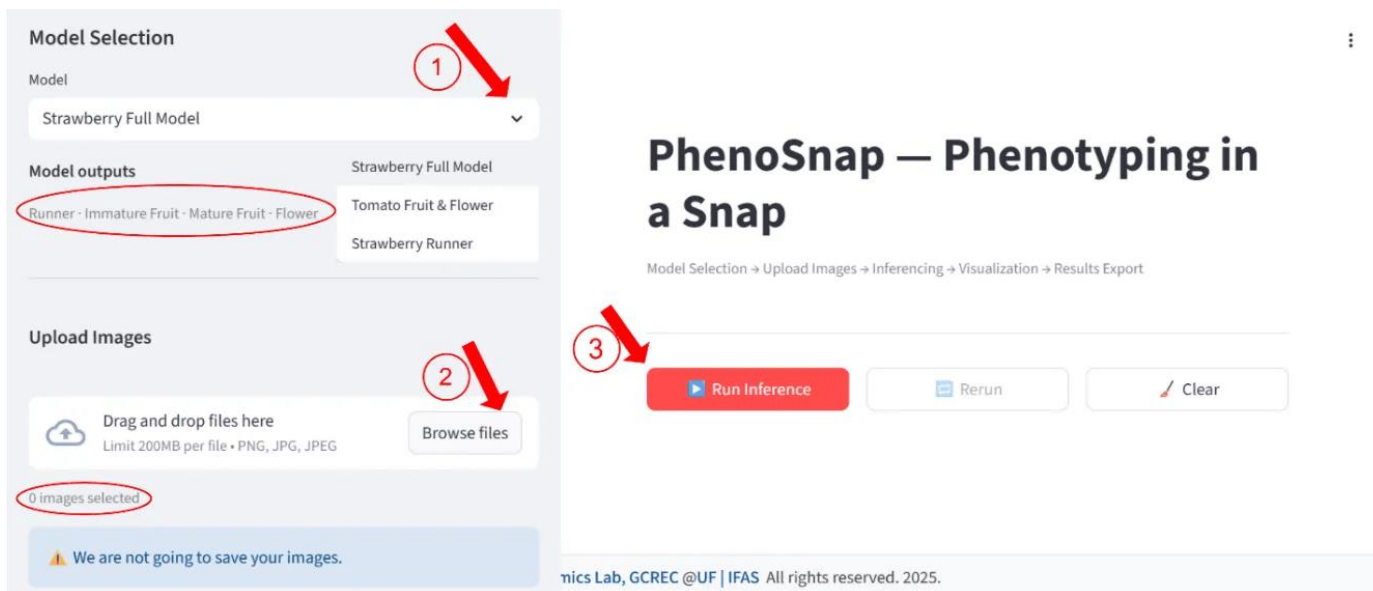 Model Selection
1
Model
Strawberry Full Model
Model outputs
Runner · Immature Fruit · Mature Fruit · Flower
Strawberry Full Model
Tomato Fruit & Flower
Strawberry Runner
Upload Images
2
Drag and drop files here
Limit 200MB per file • PNG, JPG, JPEG
Browse files
0 images selected
⚠ We are not going to save your images.
PhenoSnap — Phenotyping in
a Snap
Model Selection → Upload Images → Inferencing → Visualization → Results Export
3
Run Inference
Rerun
Clear
mics Lab, GCREC @UF | IFAS All rights reserved. 2025.